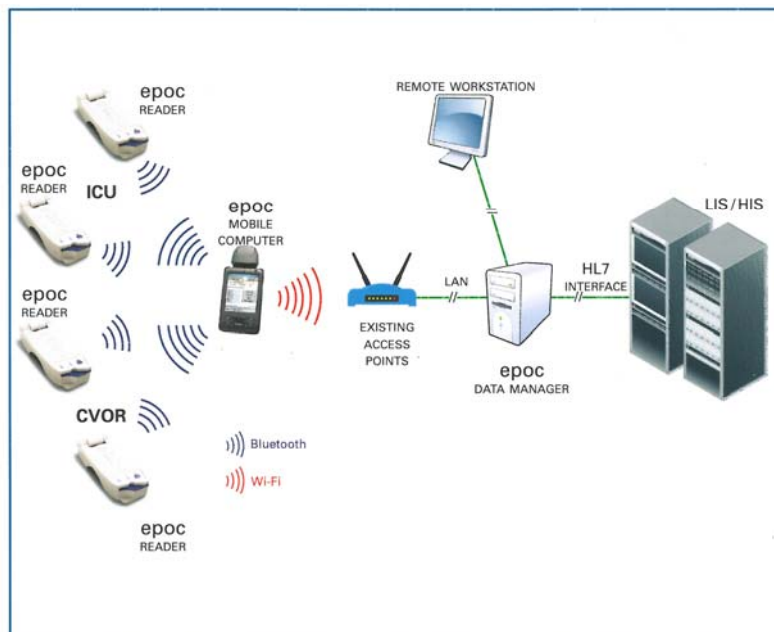 epoc
READER
epoc
READER
ICU
epoc
READER
CVOR
epoc
READER
epoc
MOBILE
COMPUTER
Bluetooth
Wi-Fi
EXISTING
ACCESS
POINTS
LAN
REMOTE WORKSTATION
epoc
DATA MANAGER
HL7
INTERFACE
LIS/HIS